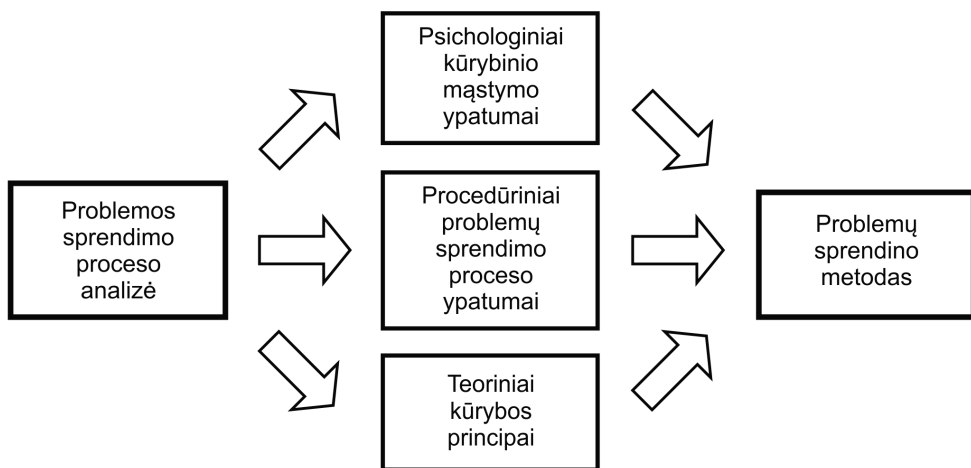 Psichologiniai
kūrybinio
mąstymo
ypatumai
Problemos
sprendimo
proceso
analizė
Procedūriniai
problemų
sprendimo
proceso
ypatumai
Problemų
sprendino
metodas
Teoriniai
kūrybos
principai